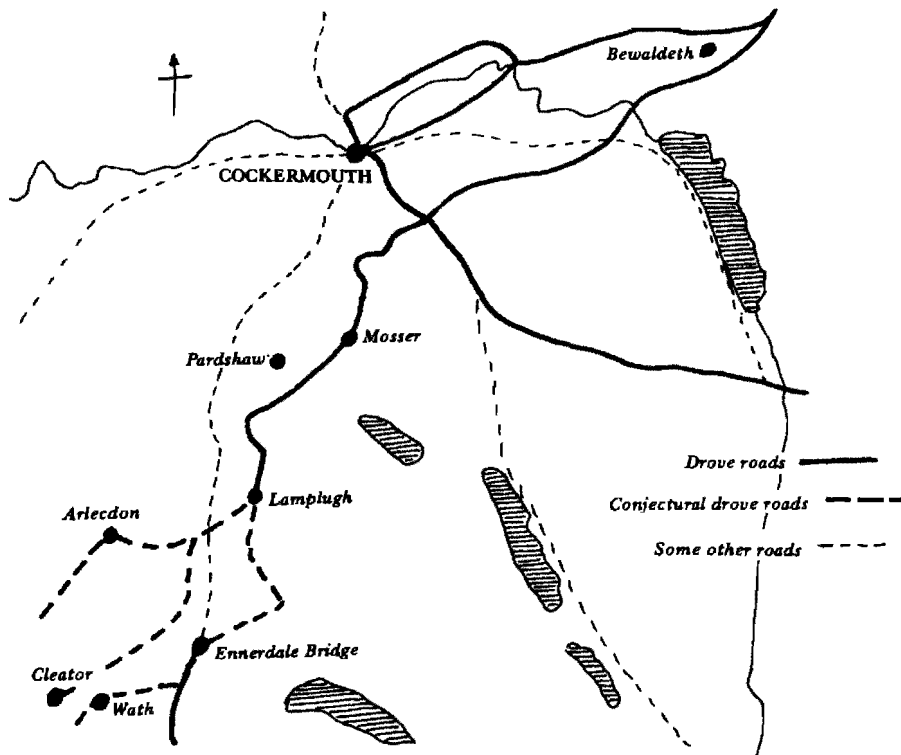 Bewaldeth
COCKERMOUTH
Mosser
Pardshaw
Drove roads
Lamplugh
Conjectural drove roads
Arlecdon
Some other roads
Ennerdale Bridge
Cleator
Wath